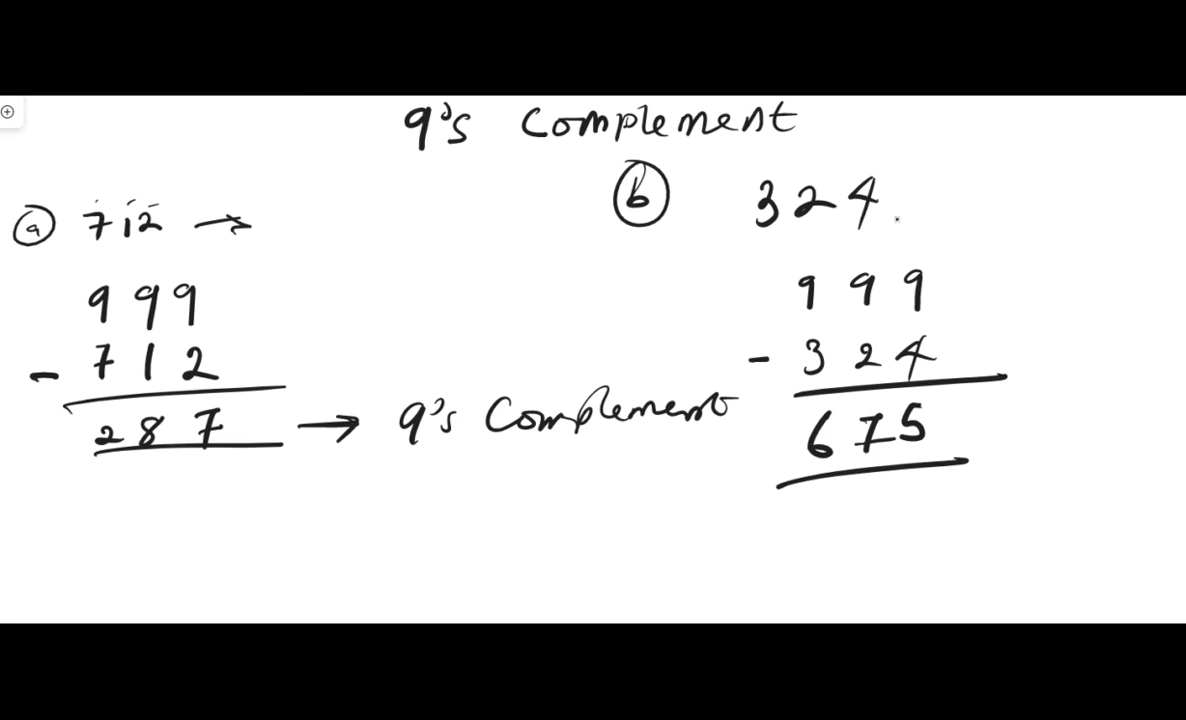 9's Complement
(a) 712 →
999
- 712
287 → 9's Complement
(b) 324
999
- 324
675